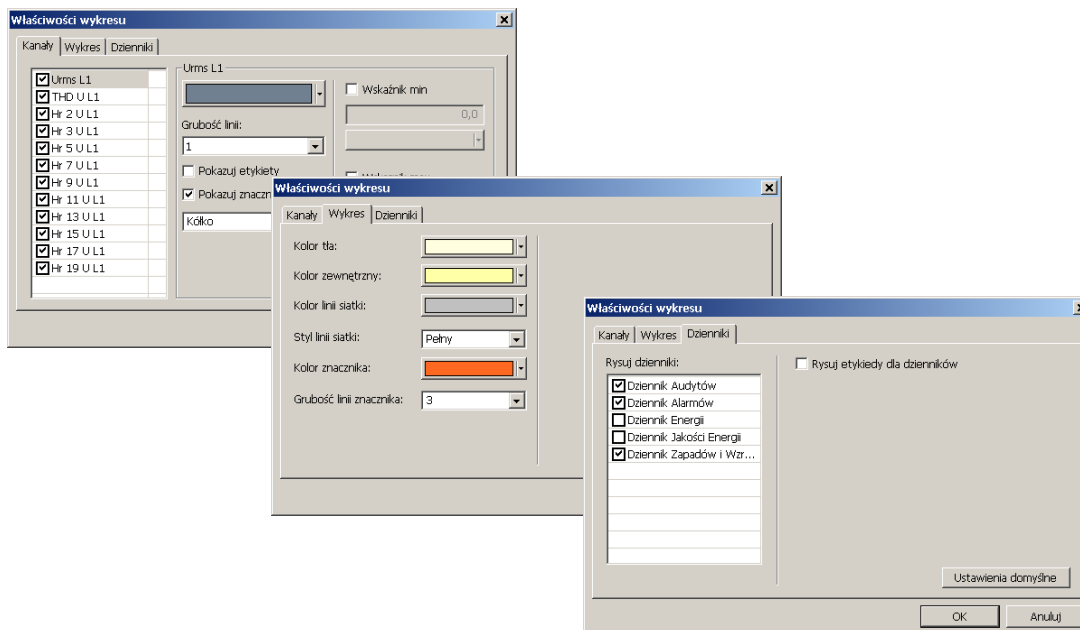 Właściwości wykresu
Kanały Wykres Dzienniki
Urms L1
THD U L1
Hr 2 U L1
Hr 3 U L1
Hr 5 U L1
Hr 7 U L1
Hr 9 U L1
Hr 11 U L1
Hr 13 U L1
Hr 15 U L1
Hr 17 U L1
Hr 19 U L1
Urms L1
Grubość linii:
1
Pokazuj etykiety
Pokazuj znaczn
Kółko
Wskaźnik min
0,0
Właściwości wykresu
Kanały Wykres Dzienniki
Kolor tła:
Kolor zewnętrzny:
Kolor linii siatki:
Styl linii siatki: Pełny
Kolor znacznika:
Grubość linii znacznika: 3
Właściwości wykresu
Kanały Wykres Dzienniki
Rysuj dzienniki:
Dziennik Audytów
Dziennik Alarmów
Dziennik Energii
Dziennik Jakości Energii
Dziennik Zapadów i Wzr...
Rysuj etykiedy dla dzienników
Ustawienia domyślne
OK Anuluj